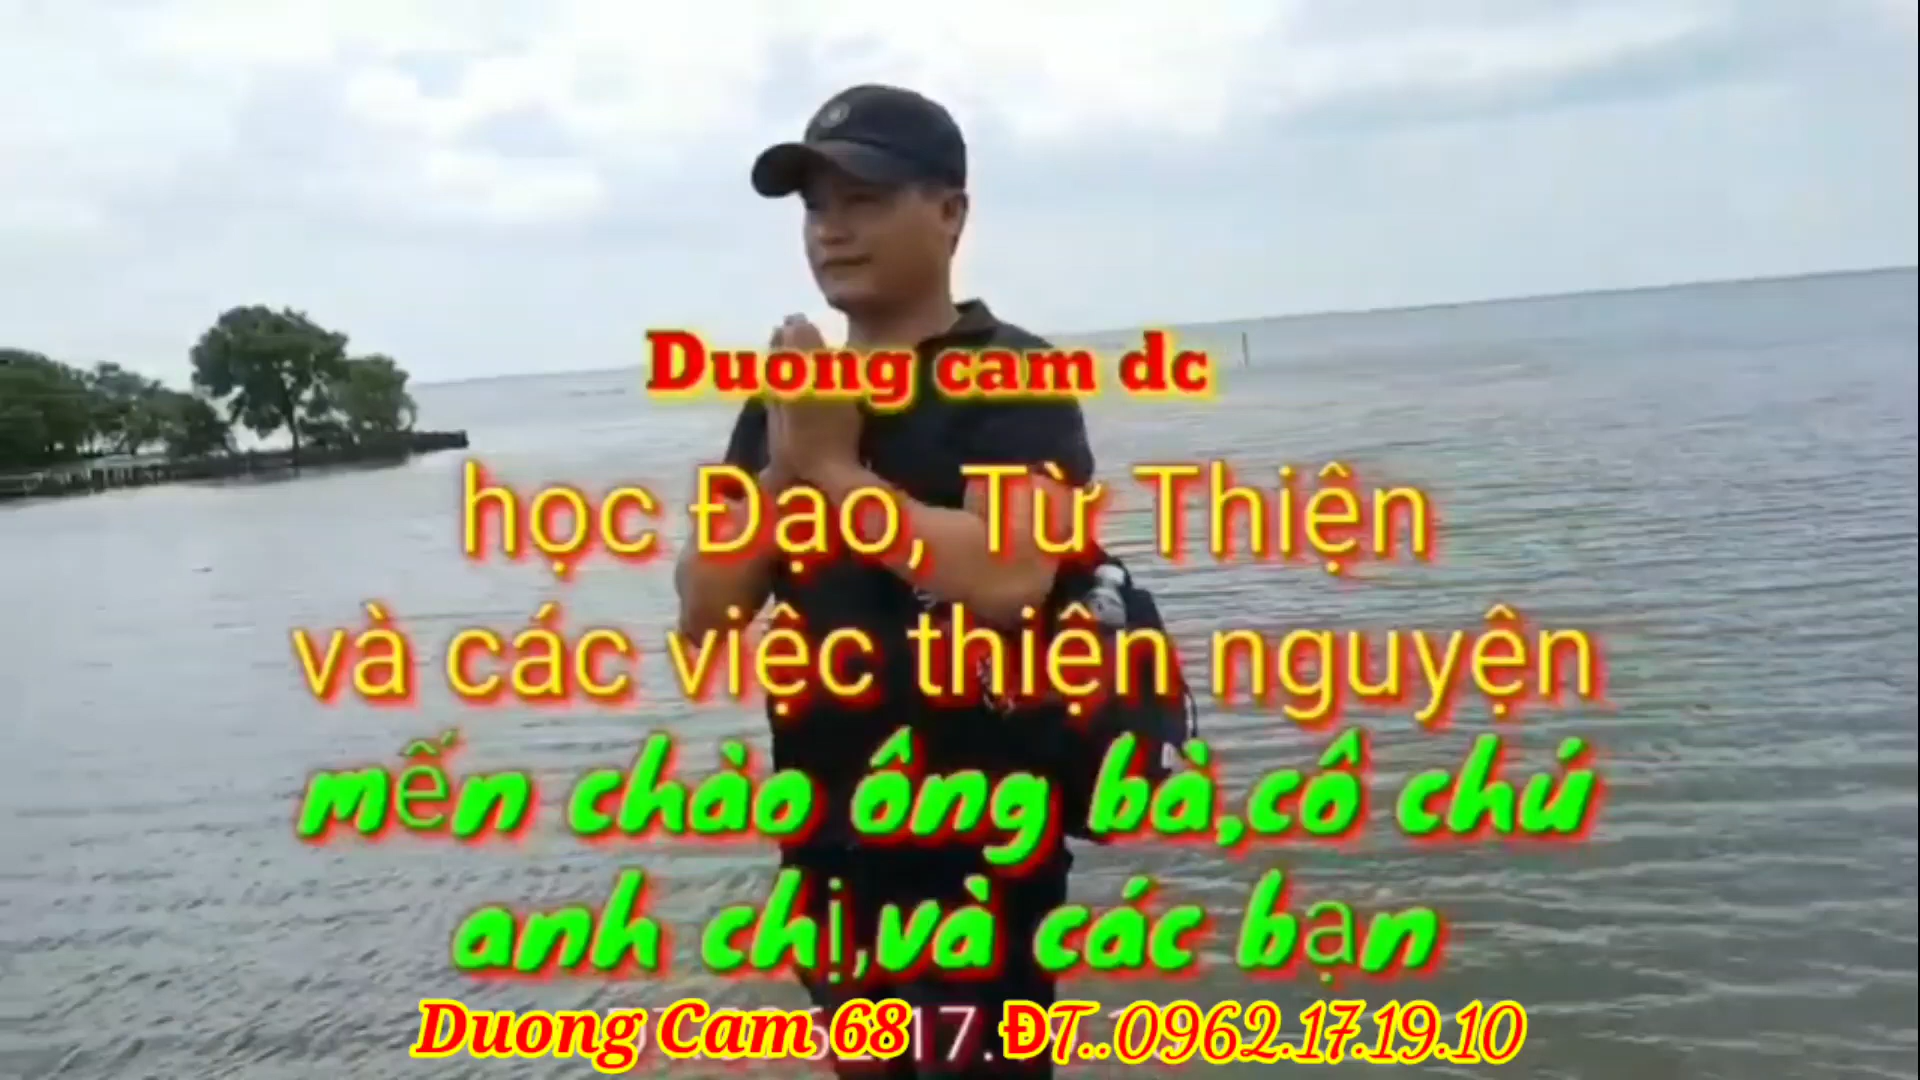 Duong cam dc
học Đạo, Từ Thiện
và các việc thiện nguyện
mến chào ông bà,cô chú
anh chị,và các bạn
Duong Cam 68 ĐT..0962.17.19.10